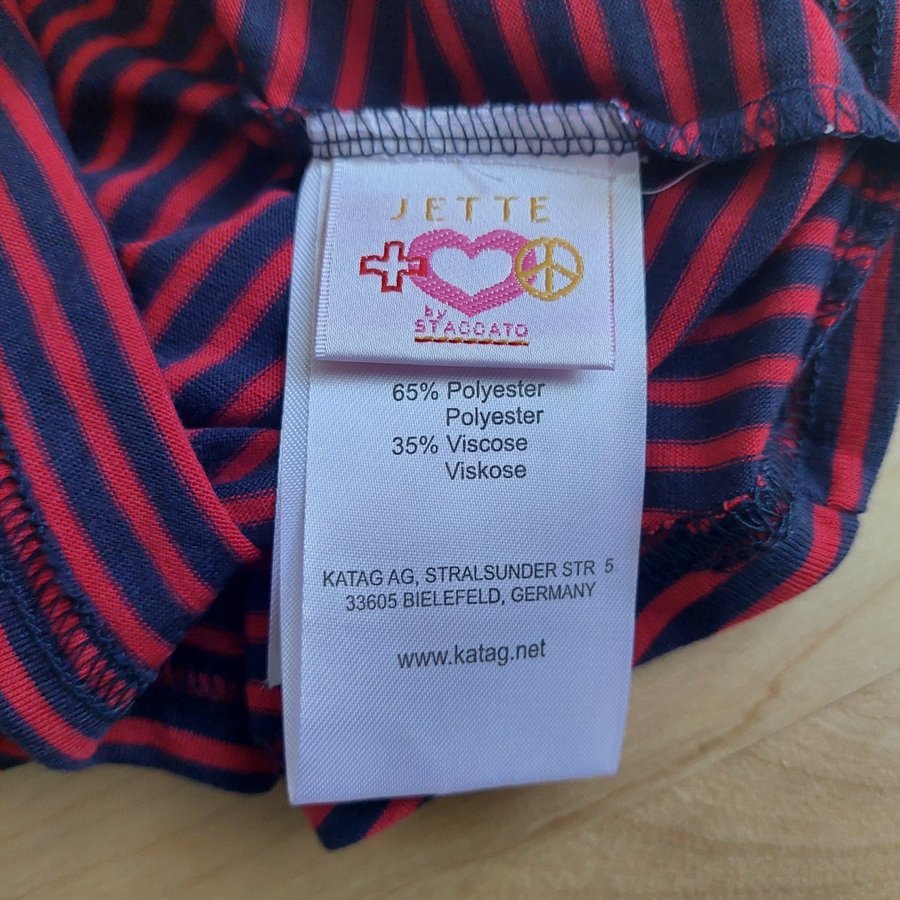 JETTE
by
STACCATO
65% Polyester
Polyester
35% Viscose
Viskose
KATAG AG, STRALSUNDER STR 5
33605 BIELEFELD, GERMANY
www.katag.net